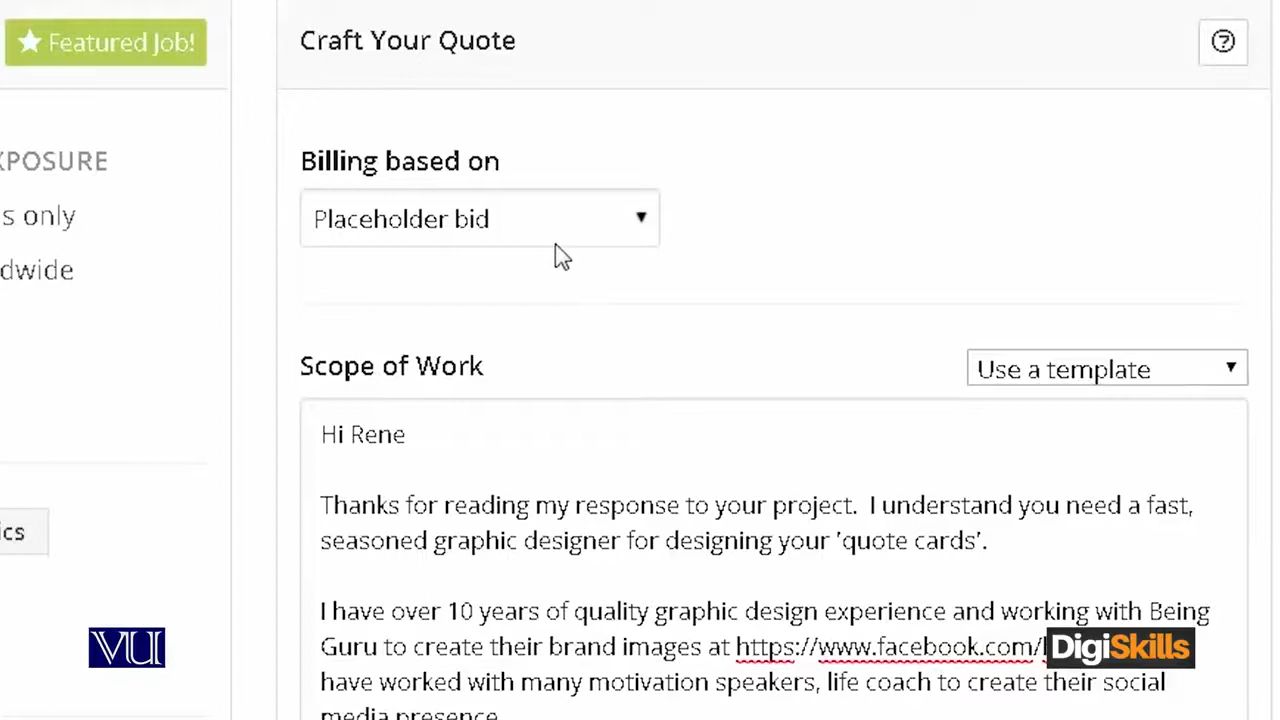 Featured Job!
Craft Your Quote
XPOSURE
s only
dwide
Billing based on
Placeholder bid
Scope of Work
Use a template
Hi Rene
Thanks for reading my response to your project. I understand you need a fast,
seasoned graphic designer for designing your 'quote cards'.
I have over 10 years of quality graphic design experience and working with Being
Guru to create their brand images at https://www.facebook.com/
have worked with many motivation speakers, life coach to create their social
media presence
ics
VU
DigiSkills